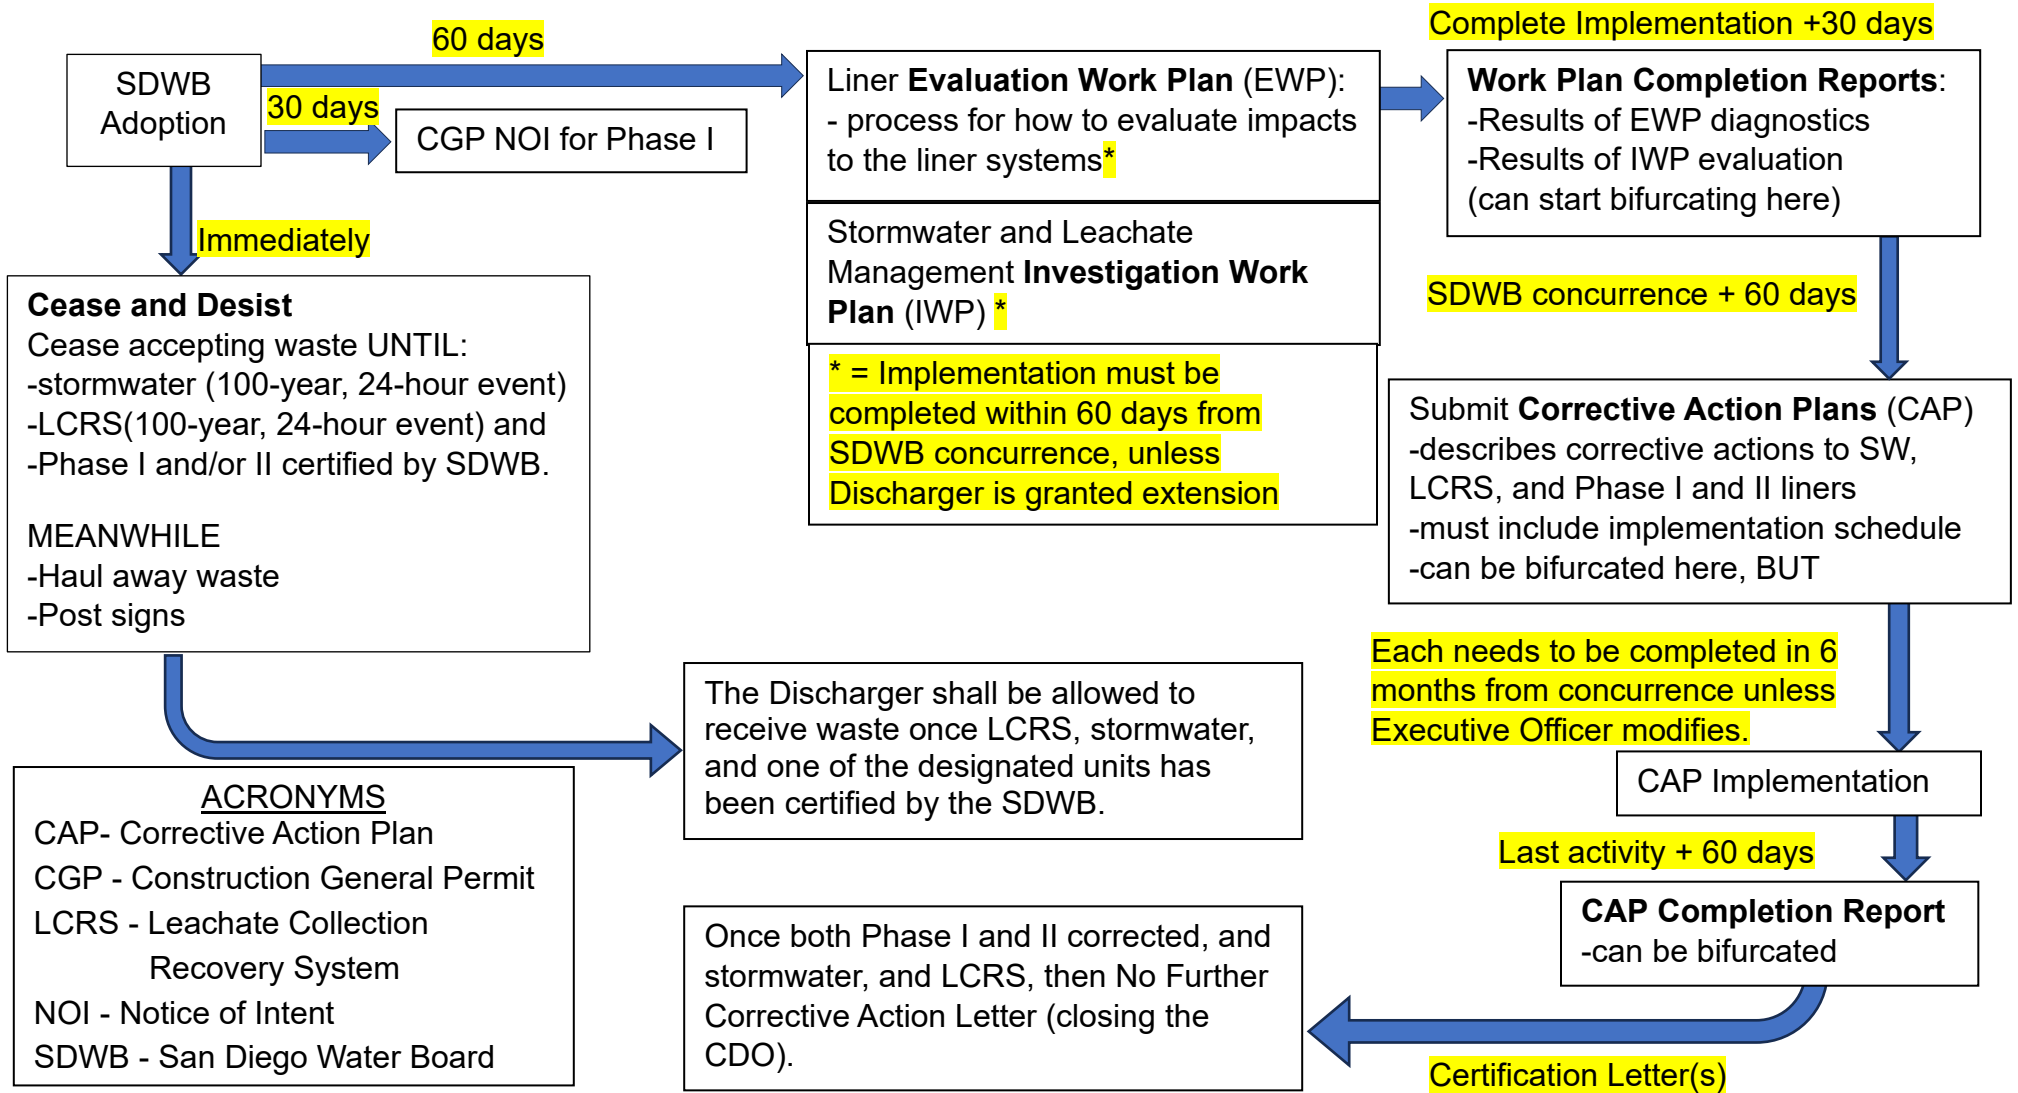 60 days
Complete Implementation +30 days
SDWB
Adoption
30 days
CGP NOI for Phase I
Immediately
Liner Evaluation Work Plan (EWP):
- process for how to evaluate impacts
to the liner systems*
Stormwater and Leachate
Management Investigation Work
Plan (IWP) *
* = Implementation must be
completed within 60 days from
SDWB concurrence, unless
Discharger is granted extension
Work Plan Completion Reports:
-Results of EWP diagnostics
-Results of IWP evaluation
(can start bifurcating here)
SDWB concurrence + 60 days
Cease and Desist
Cease accepting waste UNTIL:
-stormwater (100-year, 24-hour event)
-LCRS(100-year, 24-hour event) and
-Phase I and/or II certified by SDWB.
MEANWHILE
-Haul away waste
-Post signs
Submit Corrective Action Plans (CAP)
-describes corrective actions to SW,
LCRS, and Phase I and II liners
-must include implementation schedule
-can be bifurcated here, BUT
Each needs to be completed in 6
months from concurrence unless
Executive Officer modifies.
The Discharger shall be allowed to
receive waste once LCRS, stormwater,
and one of the designated units has
been certified by the SDWB.
CAP Implementation
Last activity + 60 days
CAP Completion Report
-can be bifurcated
ACRONYMS
CAP- Corrective Action Plan
CGP - Construction General Permit
LCRS - Leachate Collection
Recovery System
NOI - Notice of Intent
SDWB - San Diego Water Board
Once both Phase I and II corrected, and
stormwater, and LCRS, then No Further
Corrective Action Letter (closing the
CDO).
Certification Letter(s)